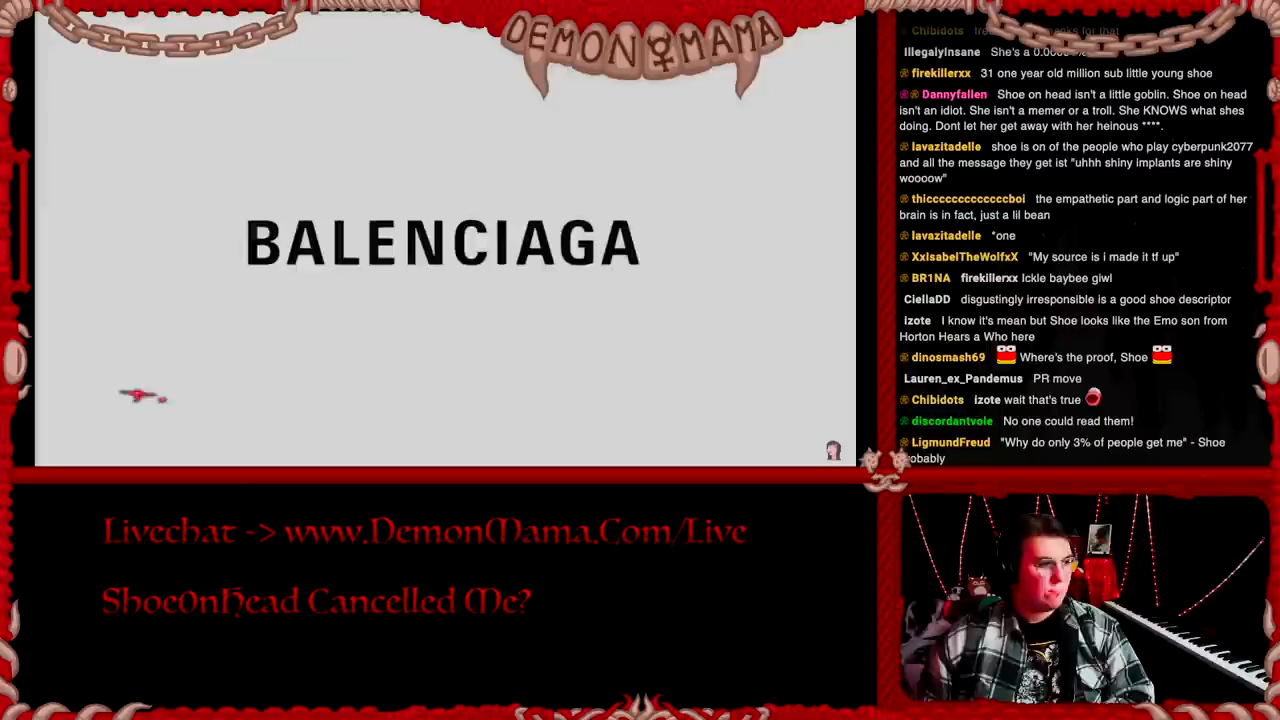 DEMON MAMA
BALENCIAGA
Chibidots
IllegalyInsane She's a
firekillerxx 31 one year old million sub little young shoe
Dannyfallen Shoe on head isn't a little goblin. Shoe on head
isn't an idiot. She isn't a memer or a troll. She KNOWS what shes
doing. Dont let her get away with her heinous ****.
lavazitadelle shoe is on of the people who play cyberpunk2077
and all the message they get ist "uhhh shiny implants are shiny
woooow"
thicccccccccccccboi the empathetic part and logic part of her
brain is in fact, just a lil bean
lavazitadelle *one
XxIsabelTheWolfxX "My source is i made it tf up"
BR1NA firekillerxx Ickle baybee giwl
CiellaDD disgustingly irresponsible is a good shoe descriptor
izote I know it's mean but Shoe looks like the Emo son from
Horton Hears a Who here
dinosmash69 Where's the proof, Shoe
Lauren_ex_Pandemus PR move
Chibidots izote wait that's true
discordantvole No one could read them!
LigmundFreud "Why do only 3% of people get me" - Shoe
obably
Livechat -> www.DemonMama.Com/Live
ShoeOnHead Cancelled Me?